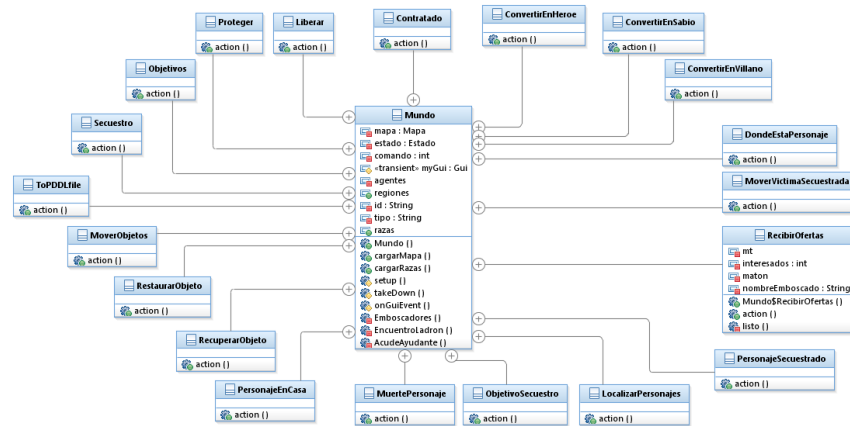 Proteger
action ()
Liberar
action ()
Contratado
action ()
ConvertirEnHeroe
action ()
ConvertirEnSabio
action ()
Objetivos
action ()
ConvertirEnVillano
action ()
Secuestro
action ()
Mundo
mapa : Mapa
estado : Estado
comando : int
«transient» myGui : Gui
agentes
regiones
id : String
tipo : String
razas
Mundo ()
cargarMapa ()
cargarRazas ()
setup ()
takeDown ()
onGuiEvent ()
Emboscadores ()
EncuentroLadron ()
AcudeAyudante ()
DondeEstaPersonaje
action ()
ToPDDLfile
action ()
MoverVictimaSecuestrada
action ()
MoverObjetos
action ()
RecibirOfertas
mt
interesados : int
maton
nombreEmboscado : String
Mundo$RecibirOfertas ()
action ()
listo ()
RestaurarObjeto
action ()
RecuperarObjeto
action ()
PersonajeSecuestrado
action ()
PersonajeEnCasa
action ()
MuertePersonaje
action ()
ObjetivoSecuestro
action ()
LocalizarPersonajes
action ()